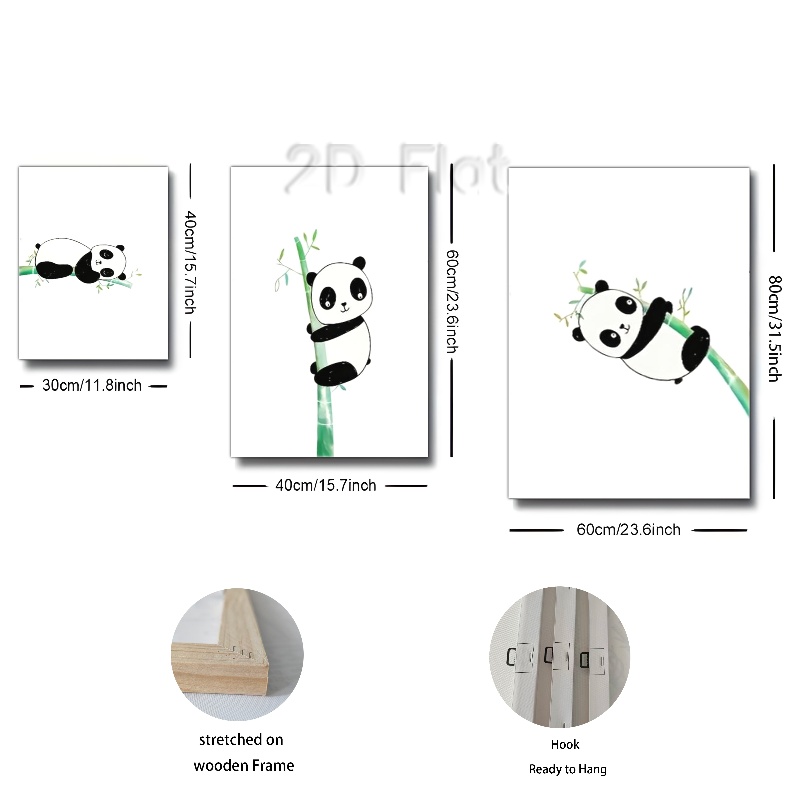 2D Flat
40cm/15.7inch
30cm/11.8inch
60cm/23.6inch
40cm/15.7inch
80cm/31.5inch
60cm/23.6inch
stretched on
wooden Frame
Hook
Ready to Hang